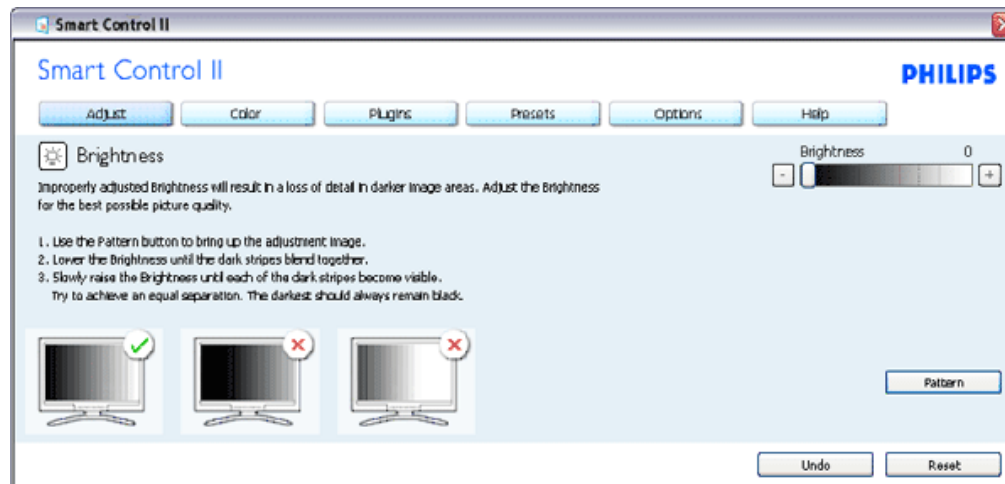 Smart Control II
Smart Control II
PHILIPS
Adjust Color Plugins Presets Options Help
Brightness
Brightness 0
- +
Improperly adjusted Brightness will result in a loss of detail in darker image areas. Adjust the Brightness
for the best possible picture quality.
1. Use the Pattern button to bring up the adjustment image.
2. Lower the Brightness until the dark stripes blend together.
3. Slowly raise the Brightness until each of the dark stripes become visible.
Try to achieve an equal separation. The darkest should always remain black.
Pattern
Undo Reset